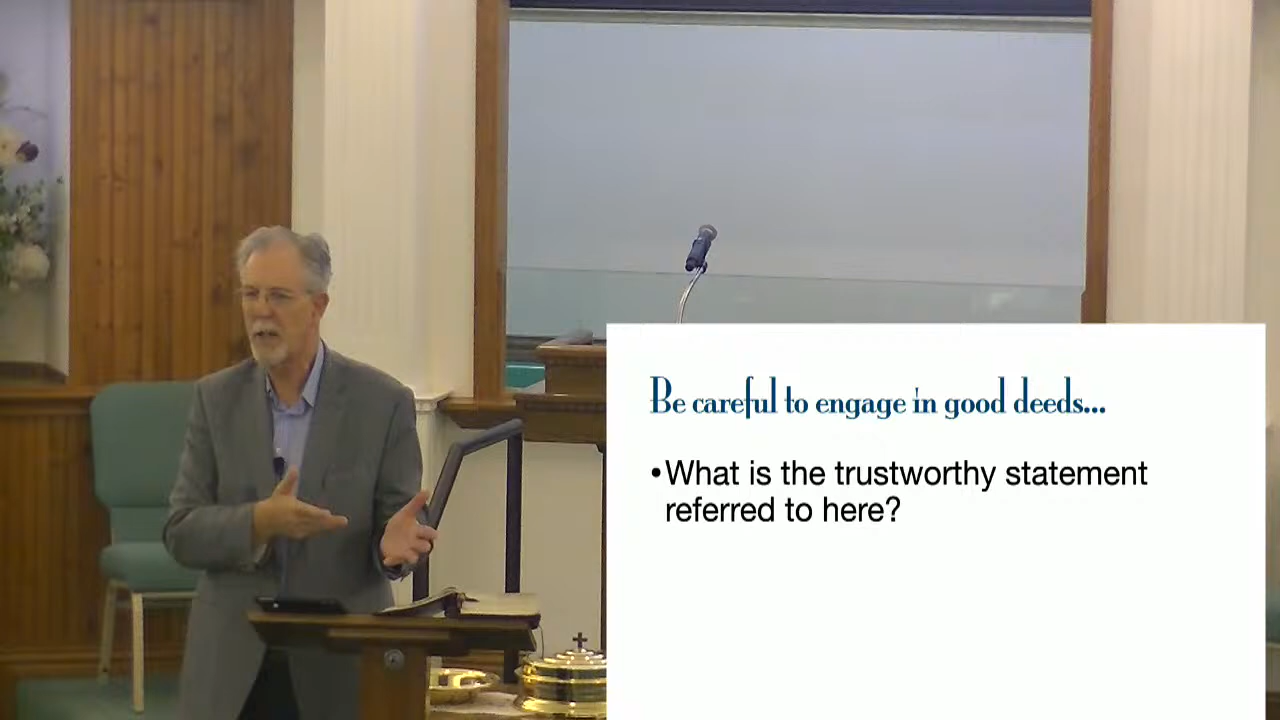 Be careful to engage in good deeds...
•What is the trustworthy statement
referred to here?